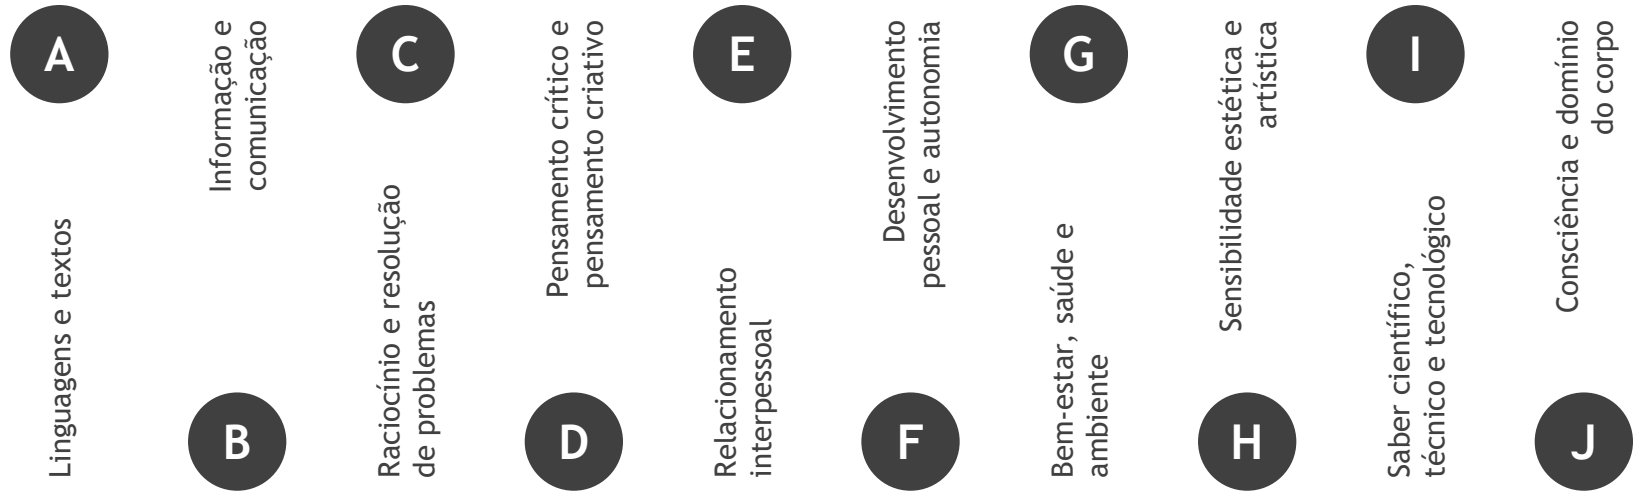 A
Linguagens e textos
Informação e
comunicação
B
C
Raciocínio e resolução
de problemas
Pensamento crítico e
pensamento criativo
D
E
Relacionamento
interpessoal
Desenvolvimento
pessoal e autonomia
F
G
Bem-estar, saúde e
ambiente
Sensibilidade estética e
artística
H
I
Saber científico,
técnico e tecnológico
Consciência e domínio
do corpo
J